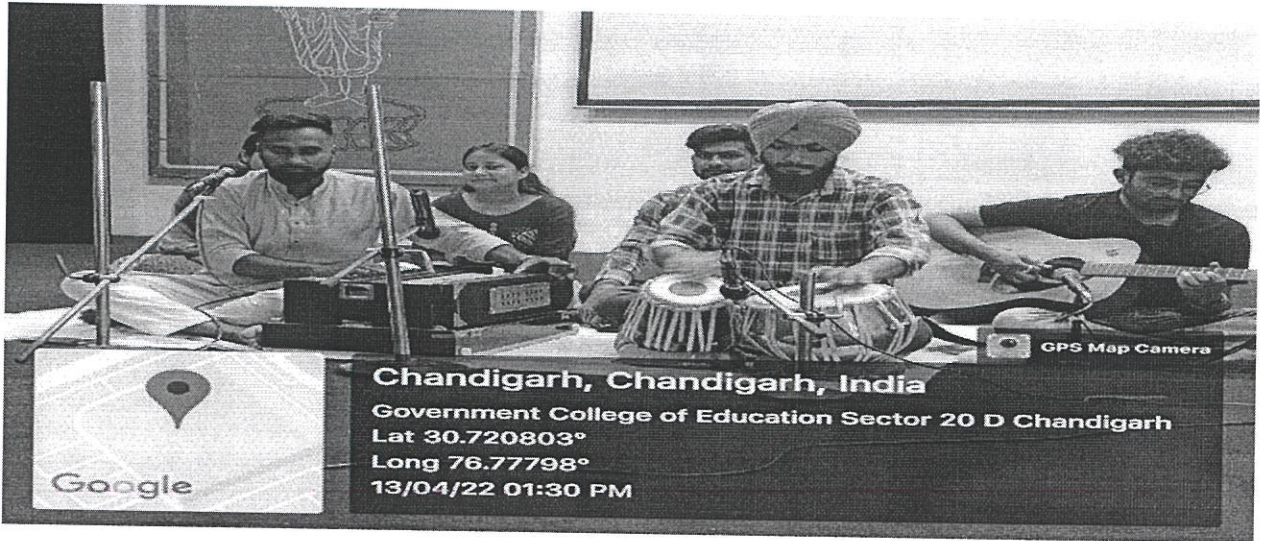 GPS Map Camera
Chandigarh, Chandigarh, India
Government College of Education Sector 20 D Chandigarh
Lat 30.720803°
Long 76.77798°
13/04/22 01:30 PM
Google